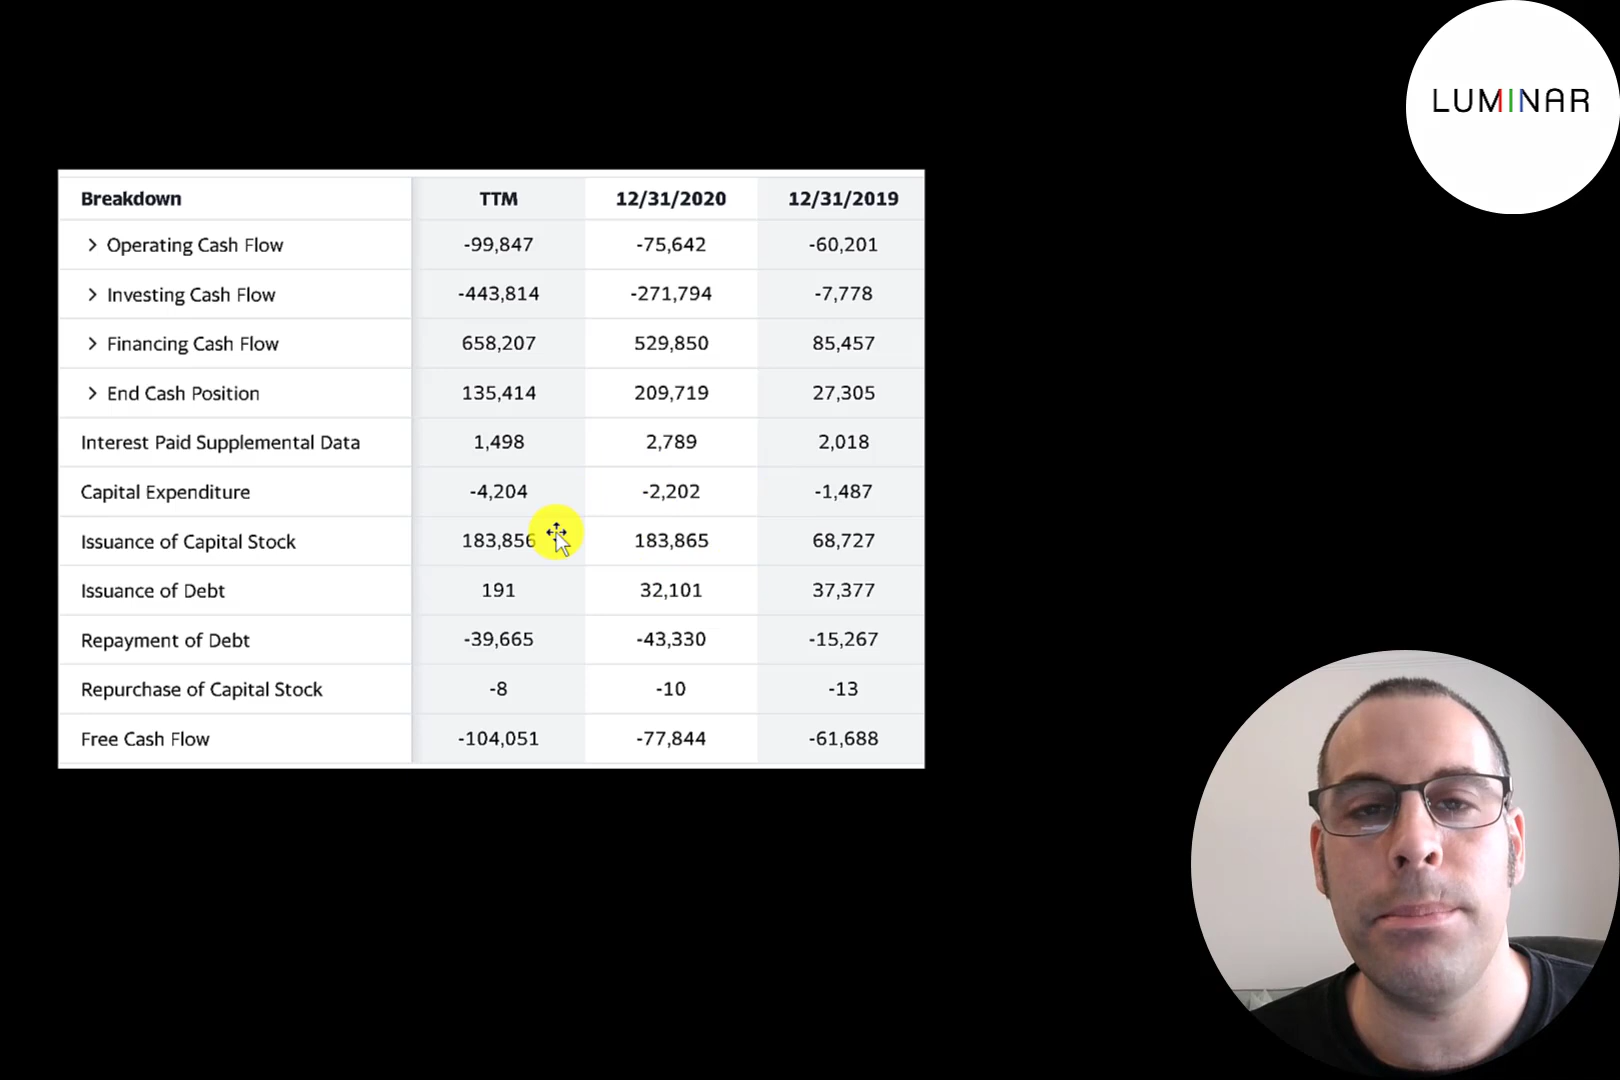 LUMINAR
Breakdown TTM 12/31/2020 12/31/2019
Operating Cash Flow -99,847 -75,642 -60,201
Investing Cash Flow -443,814 -271,794 -7,778
Financing Cash Flow 658,207 529,850 85,457
End Cash Position 135,414 209,719 27,305
Interest Paid Supplemental Data 1,498 2,789 2,018
Capital Expenditure -4,204 -2,202 -1,487
Issuance of Capital Stock 183,856 183,865 68,727
Issuance of Debt 191 32,101 37,377
Repayment of Debt -39,665 -43,330 -15,267
Repurchase of Capital Stock -8 -10 -13
Free Cash Flow -104,051 -77,844 -61,688